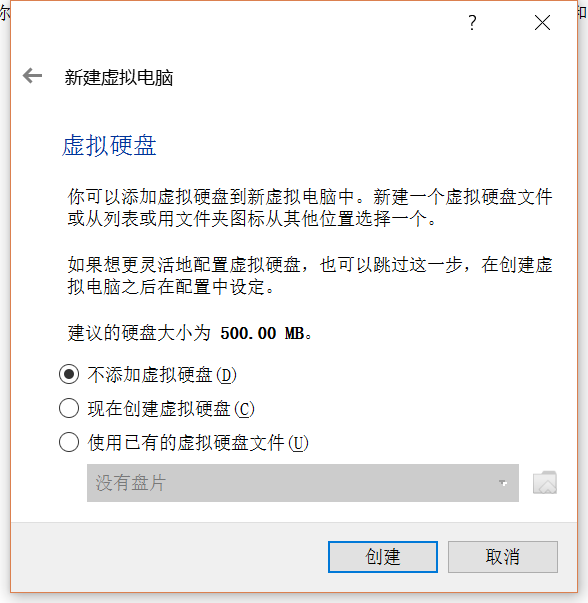 ?
新建虚拟电脑
虚拟硬盘
你可以添加虚拟硬盘到新虚拟电脑中。新建一个虚拟硬盘文件
或从列表或用文件夹图标从其他位置选择一个。
如果想更灵活地配置虚拟硬盘，也可以跳过这一步，在创建虚
拟电脑之后在配置中设定。
建议的硬盘大小为 500.00 MB。
不添加虚拟硬盘(D)
现在创建虚拟硬盘(C)
使用已有的虚拟硬盘文件(U)
没有盘片
创建
取消